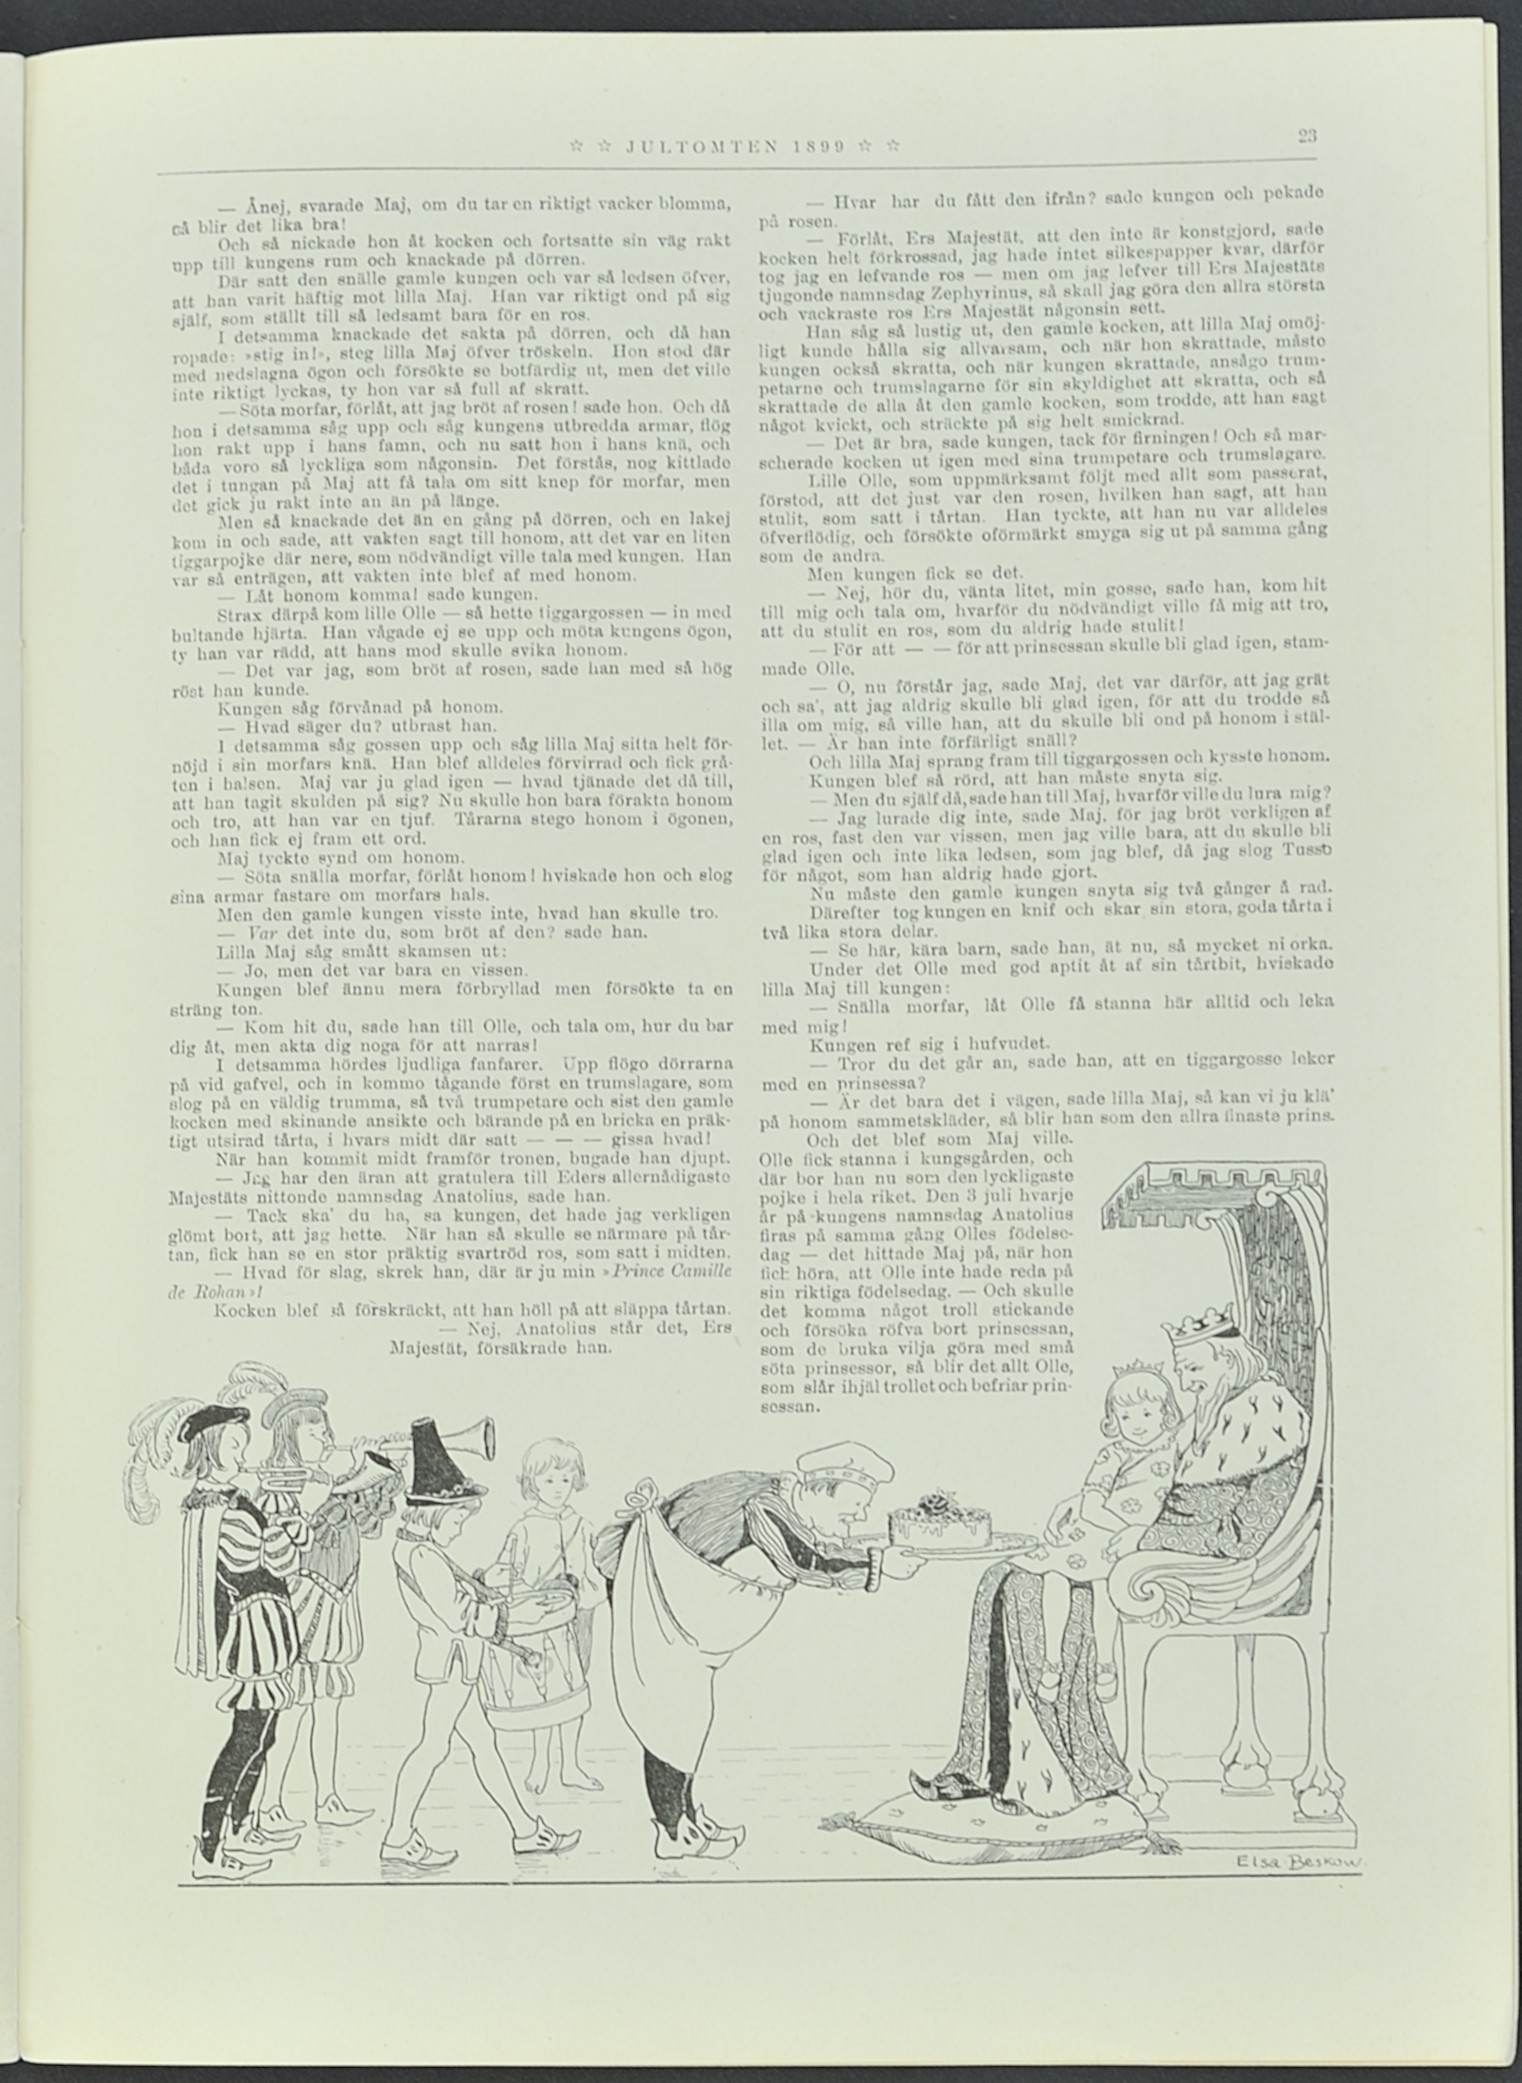 ☆ ☆ JULTOMTEN 1899 ☆ ☆
23
— Ånej, svarade Maj, om du tar en riktigt vacker blomma,
så blir det lika bra!
Och så nickade hon åt kocken och fortsatte sin väg rakt
upp till kungens rum och knackade på dörren.
Där satt den snälle gamle kungen och var så ledsen öfver,
att han varit häftig mot lilla Maj. Han var riktigt ond på sig
själf, som ställt till så ledsamt bara för en ros.
I detsamma knackade det sakta på dörren, och då han
ropade: »stig in!», steg lilla Maj öfver tröskeln. Hon stod där
med nedslagna ögon och försökte se botfärdig ut, men det ville
inte riktigt lyckas, ty hon var så full af skratt.
— Söta morfar, förlåt, att jag bröt af rosen! sade hon. Och då
hon i detsamma såg upp och såg kungens utbredda armar, flög
hon rakt upp i hans famn, och nu satt hon i hans knä, och
båda voro så lyckliga som någonsin. Det förstås, nog kittlade
det i tungan på Maj att få tala om sitt knep för morfar, men
det gick ju rakt inte an än på länge.
Men så knackade det än en gång på dörren, och en lakej
kom in och sade, att vakten sagt till honom, att det var en liten
tiggarpojke där nere, som nödvändigt ville tala med kungen. Han
var så enträgen, att vakten inte blef af med honom.
— Låt honom komma! sade kungen.
Strax därpå kom lille Olle — så hette tiggargossen — in med
bultande hjärta. Han vågade ej se upp och möta kungens ögon,
ty han var rädd, att hans mod skulle svika honom.
— Det var jag, som bröt af rosen, sade han med så hög
röst han kunde.
Kungen såg förvånad på honom.
— Hvad säger du? utbrast han.
I detsamma såg gossen upp och såg lilla Maj sitta helt för-
nöjd i sin morfars knä. Han blef alldeles förvirrad och fick grå-
ten i halsen. Maj var ju glad igen — hvad tjänade det då till,
att han tagit skulden på sig? Nu skulle hon bara förakta honom
och tro, att han var en tjuf. Tårarna stego honom i ögonen,
och han fick ej fram ett ord.
Maj tyckte synd om honom.
— Söta snälla morfar, förlåt honom! hviskade hon och slog
sina armar fastare om morfars hals.
Men den gamle kungen visste inte, hvad han skulle tro.
— Var det inte du, som bröt af den? sade han.
Lilla Maj såg smått skamsen ut:
— Jo, men det var bara en vissen.
Kungen blef ännu mera förbryllad men försökte ta en
sträng ton.
— Kom hit du, sade han till Olle, och tala om, hur du bar
dig åt, men akta dig noga för att narras!
I detsamma hördes ljudliga fanfarer. Upp flögo dörrarna
på vid gafvel, och in kommo tågande först en trumslagare, som
slog på en väldig trumma, så två trumpetare och sist den gamle
kocken med skinande ansikte och bärande på en bricka en präk-
tigt utsirad tårta, i hvars midt där satt — — — gissa hvad!
När han kommit midt framför tronen, bugade han djupt.
— Jag har den äran att gratulera till Eders allernådigaste
Majestäts nittonde namnsdag Anatolius, sade han.
— Tack ska' du ha, sa kungen, det hade jag verkligen
glömt bort, att jag hette. När han så skulle se närmare på tår-
tan, fick han se en stor präktig svartröd ros, som satt i midten.
— Hvad för slag, skrek han, där är ju min »Prince Camille
de Rohan»!
Kocken blef så förskräckt, att han höll på att släppa tårtan.
— Nej, Anatolius står det, Ers
Majestät, försäkrade han.
— Hvar har du fått den ifrån? sade kungen och pekade
på rosen.
— Förlåt, Ers Majestät, att den inte är konstgjord, sade
kocken helt förkrossad, jag hade intet silkespapper kvar, därför
tog jag en lefvande ros — men om jag lefver till Ers Majestäts
tjugonde namnsdag Zephyrinus, så skall jag göra den allra största
och vackraste ros Ers Majestät någonsin sett.
Han såg så lustig ut, den gamle kocken, att lilla Maj omöj-
ligt kunde hålla sig allvarsam, och när hon skrattade, måste
kungen också skratta, och när kungen skrattade, ansågo trum-
petarne och trumslagarne för sin skyldighet att skratta, och så
skrattade de alla åt den gamle kocken, som trodde, att han sagt
något kvickt, och sträckte på sig helt smickrad.
— Det är bra, sade kungen, tack för firningen! Och så mar-
scherade kocken ut igen med sina trumpetare och trumslagare.
Lille Olle, som uppmärksamt följt med allt som passerat,
förstod, att det just var den rosen, hvilken han sagt, att han
stulit, som satt i tårtan. Han tyckte, att han nu var alldeles
öfverflödig, och försökte oförmärkt smyga sig ut på samma gång
som de andra.
Men kungen fick se det.
— Nej, hör du, vänta litet, min gosse, sade han, kom hit
till mig och tala om, hvarför du nödvändigt ville få mig att tro,
att du stulit en ros, som du aldrig hade stulit!
— För att — — för att prinsessan skulle bli glad igen, stam-
made Olle.
— O, nu förstår jag, sade Maj, det var därför, att jag grät
och sa', att jag aldrig skulle bli glad igen, för att du trodde så
illa om mig, så ville han, att du skulle bli ond på honom i stäl-
let. — Är han inte förfärligt snäll?
Och lilla Maj sprang fram till tiggargossen och kysste honom.
Kungen blef så rörd, att han måste snyta sig.
— Men du själf då, sade han till Maj, hvarför ville du lura mig?
— Jag lurade dig inte, sade Maj, för jag bröt verkligen af
en ros, fast den var vissen, men jag ville bara, att du skulle bli
glad igen och inte lika ledsen, som jag blef, då jag slog Tusse
för något, som han aldrig hade gjort.
Nu måste den gamle kungen snyta sig två gånger å rad.
Därefter tog kungen en knif och skar sin stora, goda tårta i
två lika stora delar.
— Se här, kära barn, sade han, ät nu, så mycket ni orka.
Under det Olle med god aptit åt af sin tårtbit, hviskade
lilla Maj till kungen:
— Snälla morfar, låt Olle få stanna här alltid och leka
med mig!
Kungen ref sig i hufvudet.
— Tror du det går an, sade han, att en tiggargosse leker
med en prinsessa?
— Är det bara det i vägen, sade lilla Maj, så kan vi ju klä'
på honom sammetskläder, så blir han som den allra finaste prins.
Och det blef som Maj ville.
Olle fick stanna i kungsgården, och
där bor han nu som den lyckligaste
pojke i hela riket. Den 3 juli hvarje
år på kungens namnsdag Anatolius
firas på samma gång Olles födelse-
dag — det hittade Maj på, när hon
fick höra, att Olle inte hade reda på
sin riktiga födelsedag. — Och skulle
det komma något troll stickande
och försöka röfva bort prinsessan,
som de bruka vilja göra med små
söta prinsessor, så blir det allt Olle,
som slår ihjäl trollet och befriar prin-
sessan.
Elsa Beskow.